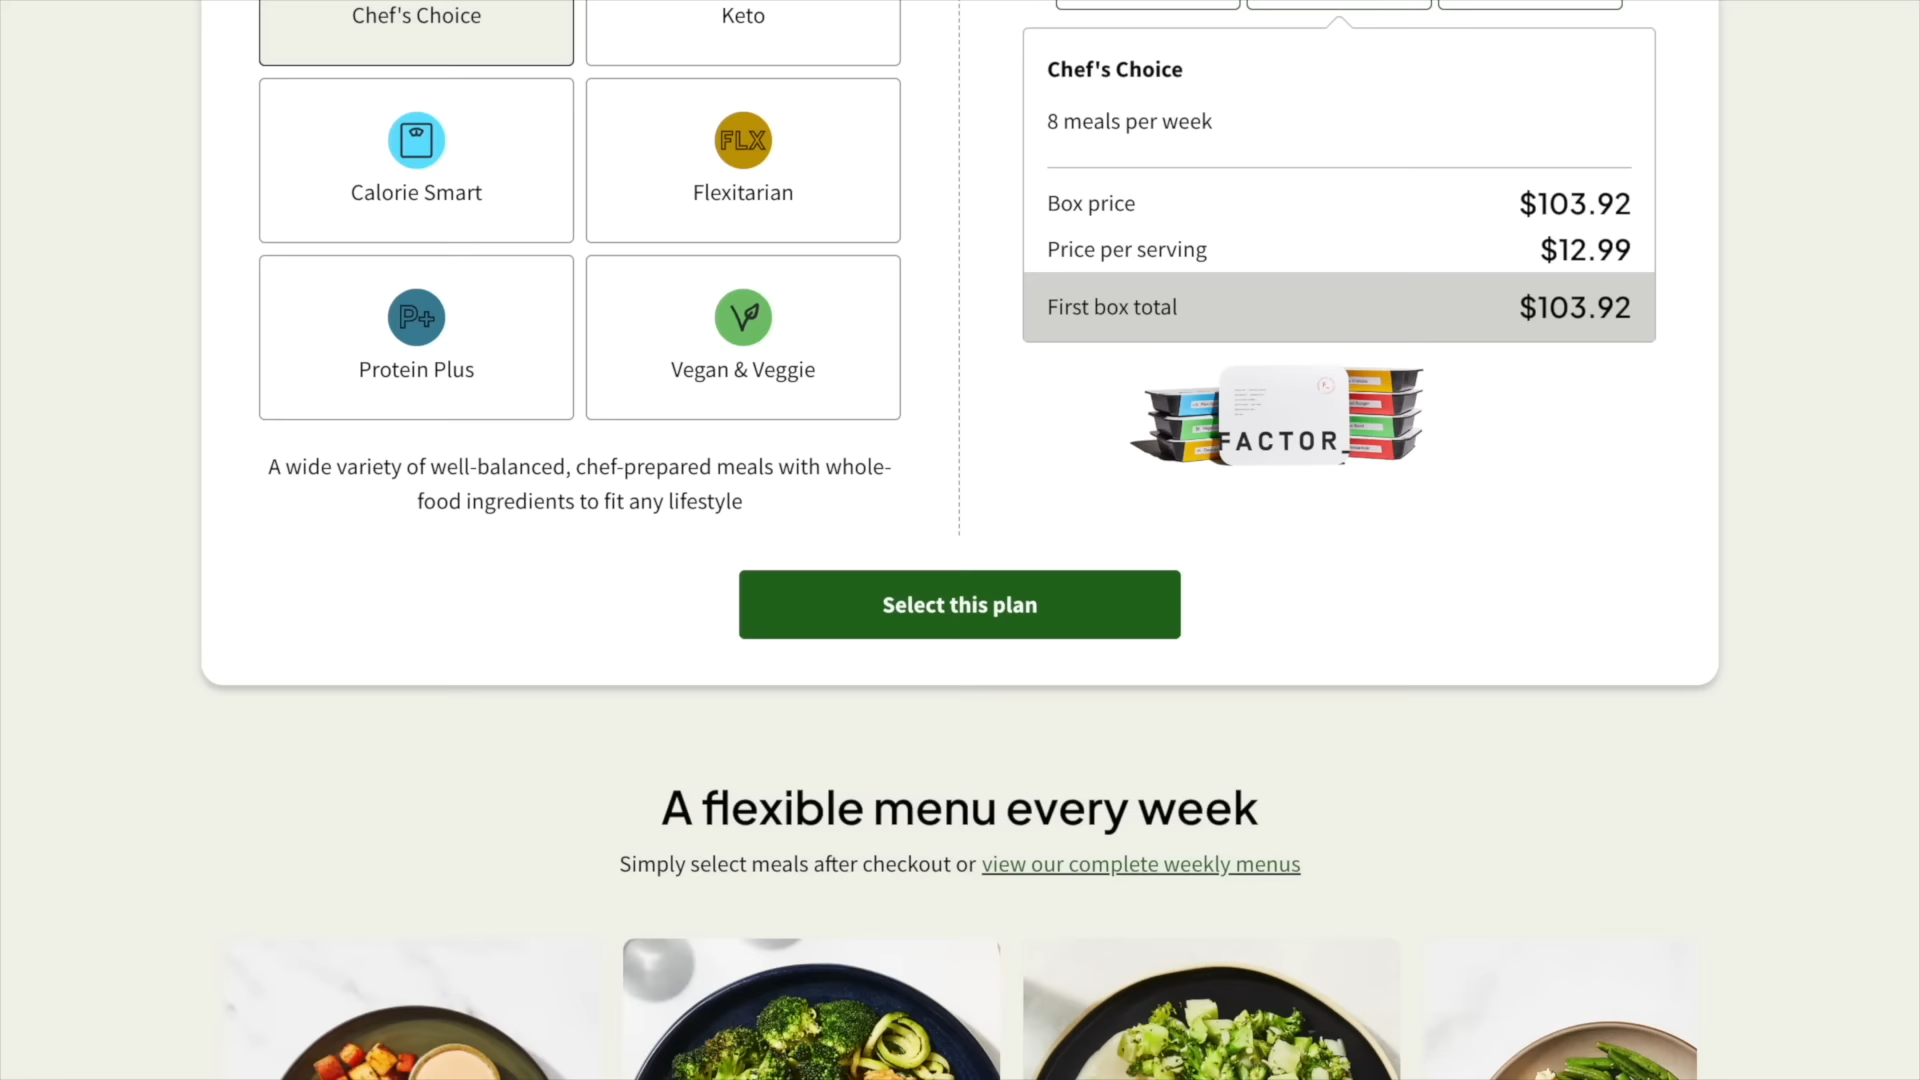 Chef's Choice
Keto
Calorie Smart
FLX
Flexitarian
P+
Protein Plus
Vegan & Veggie
A wide variety of well-balanced, chef-prepared meals with whole-
food ingredients to fit any lifestyle
Chef's Choice
8 meals per week
Box price $103.92
Price per serving $12.99
First box total $103.92
FACTOR_
Select this plan
A flexible menu every week
Simply select meals after checkout or view our complete weekly menus